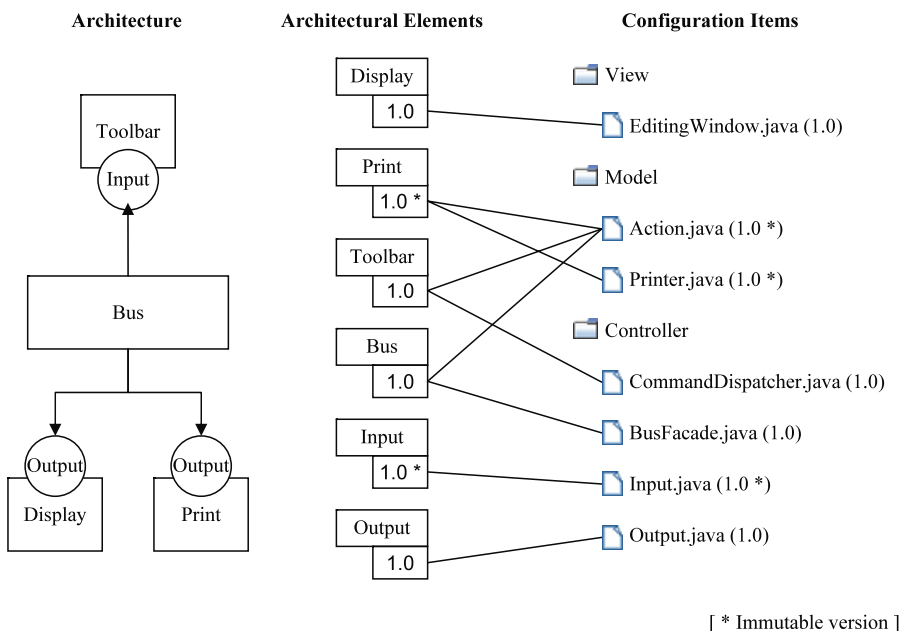 Architecture
Architectural Elements
Configuration Items
Toolbar
Input
Bus
Output
Output
Display
Print
Display
1.0
Print
1.0 *
Toolbar
1.0
Bus
1.0
Input
1.0 *
Output
1.0
View
EditingWindow.java (1.0)
Model
Action.java (1.0 *)
Printer.java (1.0 *)
Controller
CommandDispatcher.java (1.0)
BusFacade.java (1.0)
Input.java (1.0 *)
Output.java (1.0)
[ * Immutable version ]